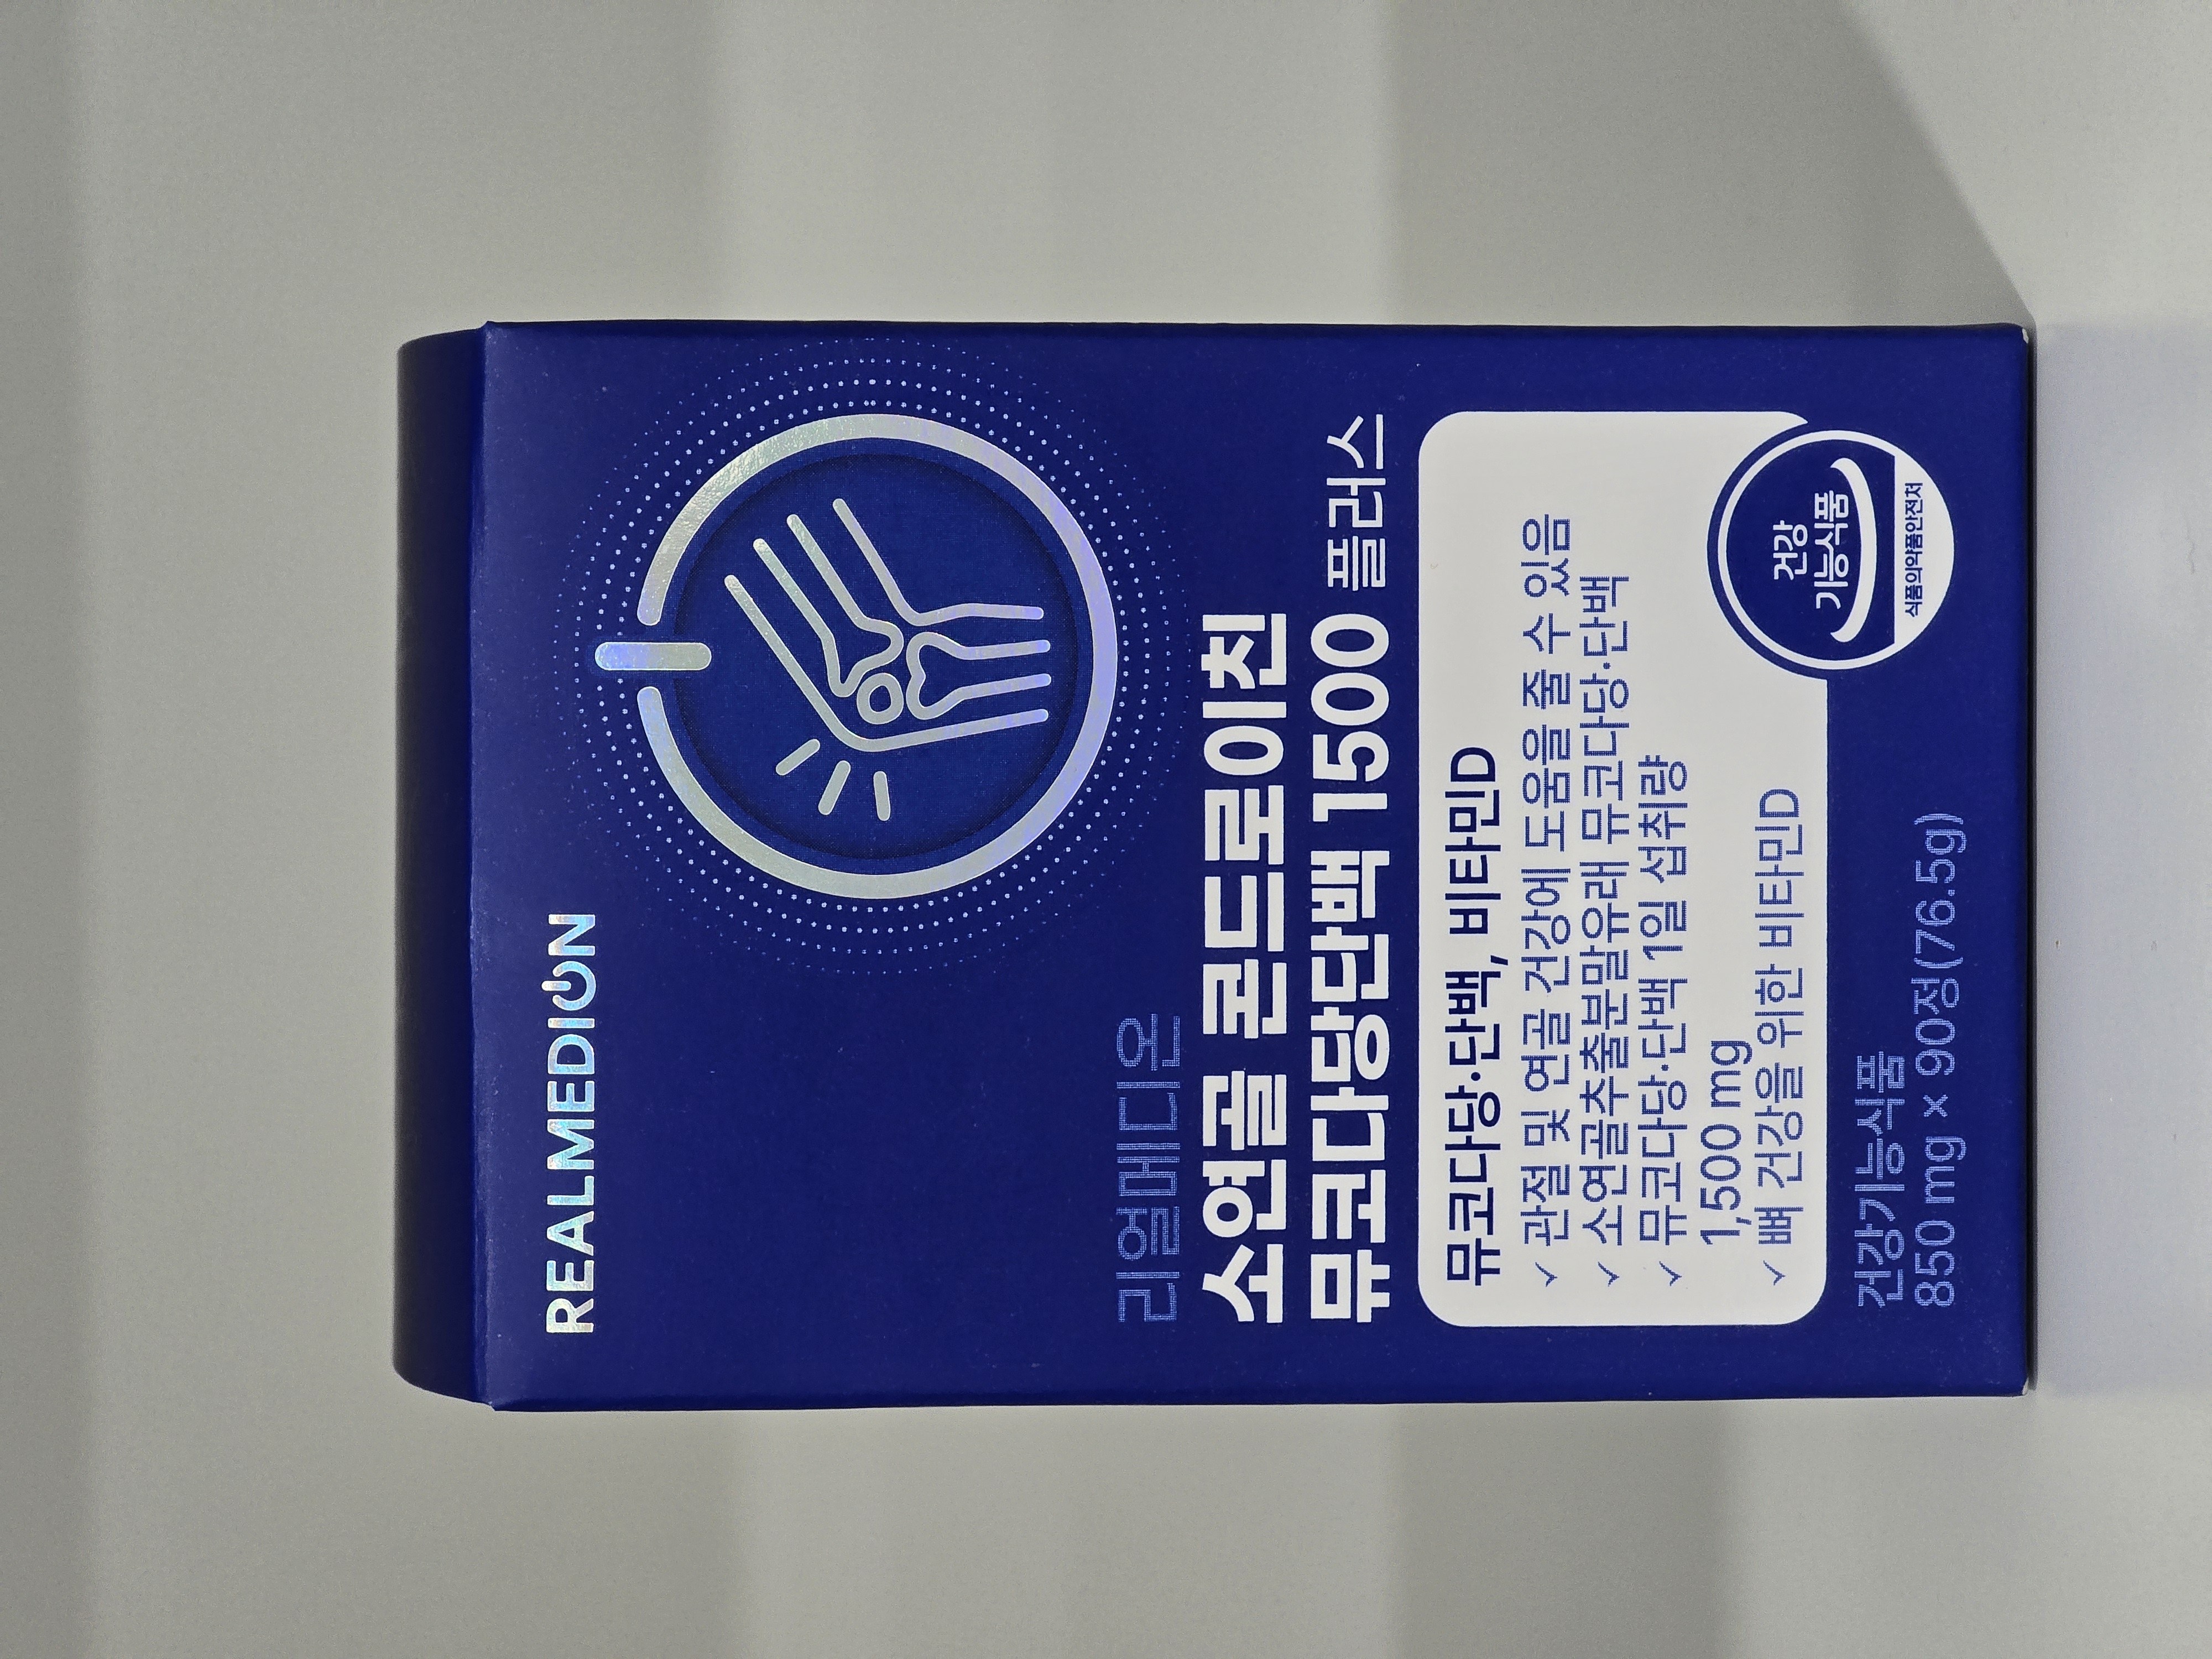 REALMEDION
리얼메디온
소연골 콘드로이친
뮤코다당단백 1500 플러스
뮤코다당·단백, 비타민D
✓ 관절 및 연골 건강에 도움을 줄 수 있음
✓ 소연골추출분말유래 뮤코다당·단백
✓ 뮤코다당·단백 1일 섭취량
1,500 mg
✓ 뼈 건강을 위한 비타민D
건강
기능식품
식품의약품안전처
건강기능식품
850 mg × 90정(76.5g)